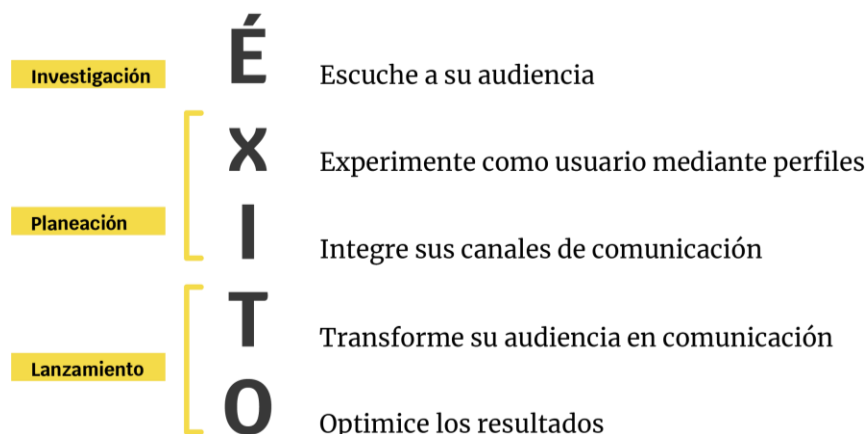 É
Investigación
Escuche a su audiencia
X
Experimente como usuario mediante perfiles
Planeación
I
Integre sus canales de comunicación
T
Transforme su audiencia en comunicación
Lanzamiento
O
Optimice los resultados